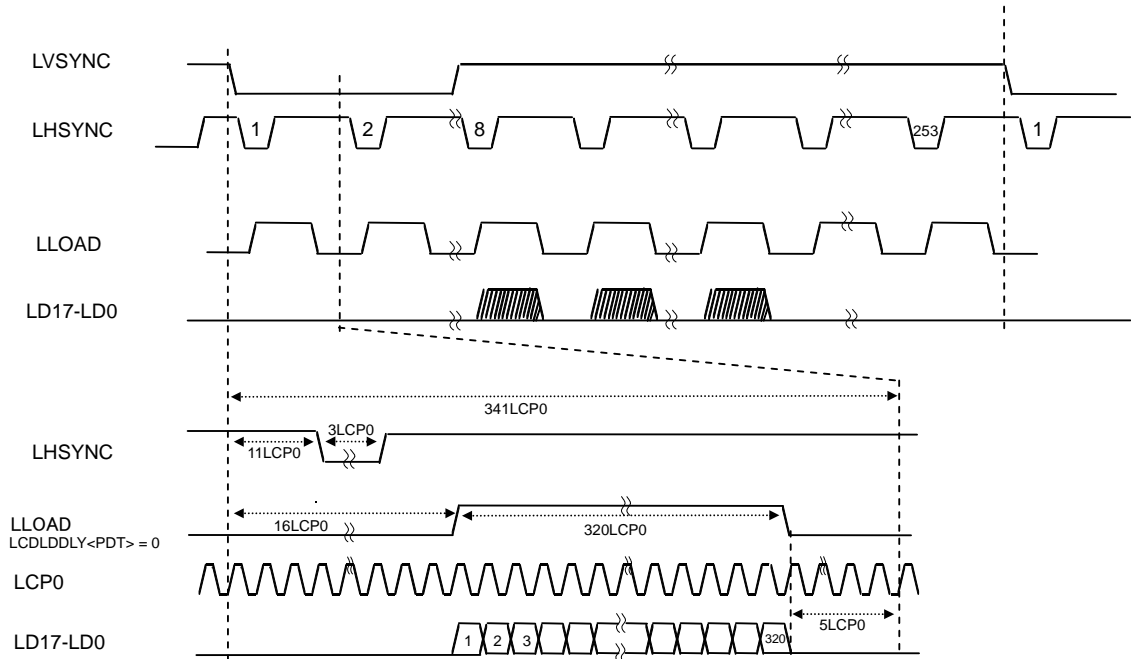 LVSYNC
LHSYNC
1
2
8
253
1
LLOAD
LD17-LD0
341LCP0
3LCP0
LHSYNC
11LCP0
LLOAD
LCDLDDLY<PDT> = 0
16LCP0
320LCP0
LCP0
5LCP0
LD17-LD0
1
2
3
320